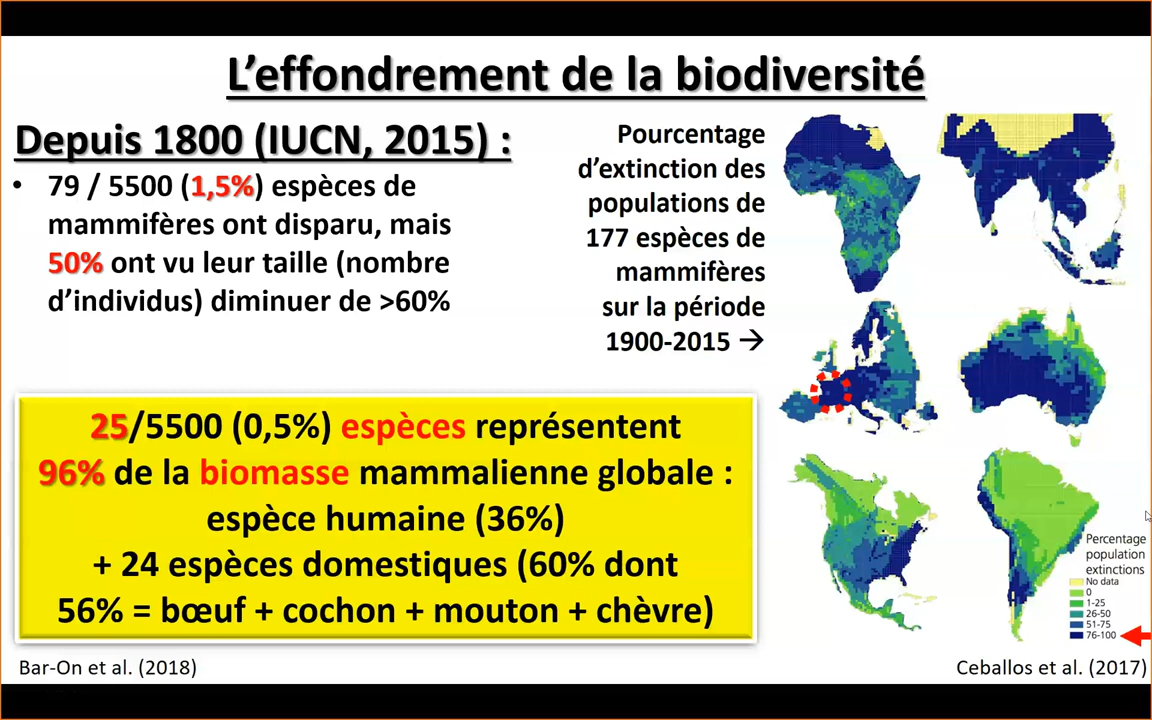 L’effondrement de la biodiversité
Depuis 1800 (IUCN, 2015) :
• 79 / 5500 (1,5%) espèces de
mammifères ont disparu, mais
50% ont vu leur taille (nombre
d’individus) diminuer de >60%
Pourcentage
d’extinction des
populations de
177 espèces de
mammifères
sur la période
1900-2015 →
25/5500 (0,5%) espèces représentent
96% de la biomasse mammalienne globale :
espèce humaine (36%)
+ 24 espèces domestiques (60% dont
56% = bœuf + cochon + mouton + chèvre)
Percentage
population
extinctions
No data
0
1-25
26-50
51-75
76-100
Bar-On et al. (2018)
Ceballos et al. (2017)